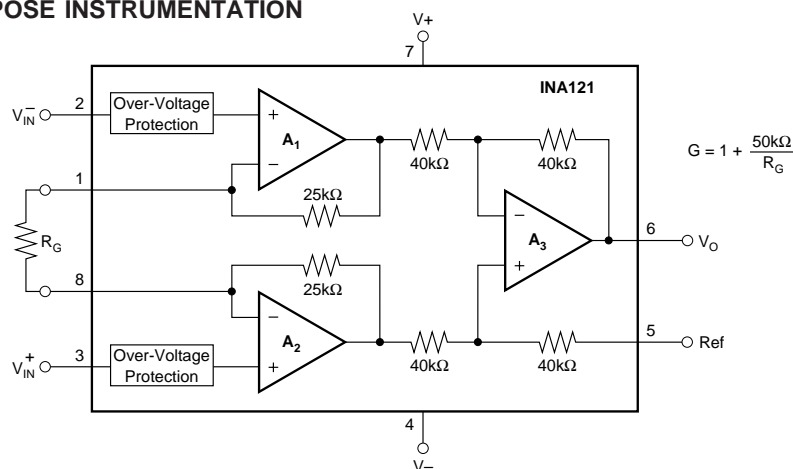 POSE INSTRUMENTATION
V+
7
INA121
2
V⁻IN
Over-Voltage
Protection
+
A1
−
40kΩ
40kΩ
G = 1 + 50kΩ
RG
1
25kΩ
RG
−
A3
+
6
VO
8
25kΩ
−
A2
+
5
Ref
3
V⁺IN
Over-Voltage
Protection
40kΩ
40kΩ
4
V−